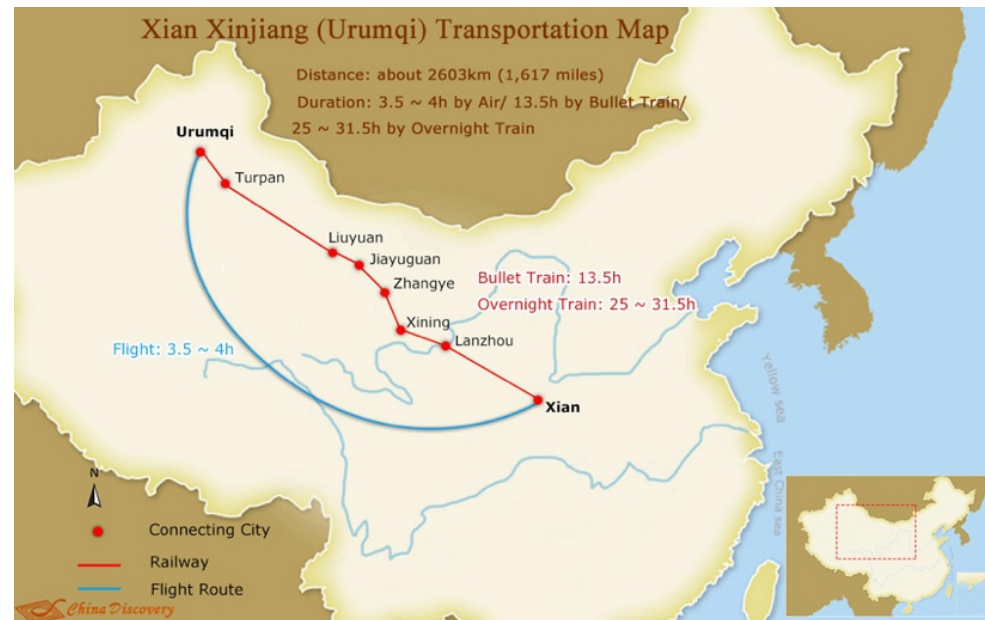 Xian Xinjiang (Urumqi) Transportation Map
Distance: about 2603km (1,617 miles)
Duration: 3.5 ~ 4h by Air/ 13.5h by Bullet Train/
25 ~ 31.5h by Overnight Train
Urumqi
Turpan
Liuyuan
Jiayuguan
Zhangye
Bullet Train: 13.5h
Overnight Train: 25 ~ 31.5h
Xining
Lanzhou
Flight: 3.5 ~ 4h
Xian
Yellow sea
East China sea
N
Connecting City
Railway
Flight Route
China Discovery